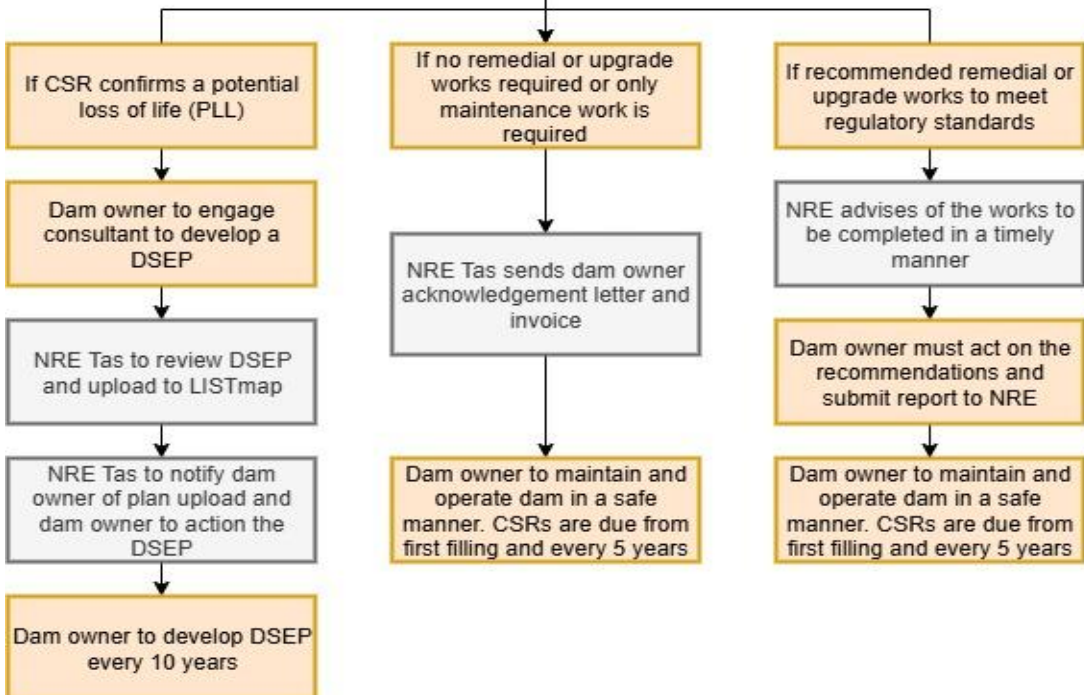 If CSR confirms a potential
loss of life (PLL)
Dam owner to engage
consultant to develop a
DSEP
NRE Tas to review DSEP
and upload to LISTmap
NRE Tas to notify dam
owner of plan upload and
dam owner to action the
DSEP
Dam owner to develop DSEP
every 10 years
If no remedial or upgrade
works required or only
maintenance work is
required
NRE Tas sends dam owner
acknowledgement letter and
invoice
Dam owner to maintain and
operate dam in a safe
manner. CSRs are due from
first filling and every 5 years
If recommended remedial or
upgrade works to meet
regulatory standards
NRE advises of the works to
be completed in a timely
manner
Dam owner must act on the
recommendations and
submit report to NRE
Dam owner to maintain and
operate dam in a safe
manner. CSRs are due from
first filling and every 5 years